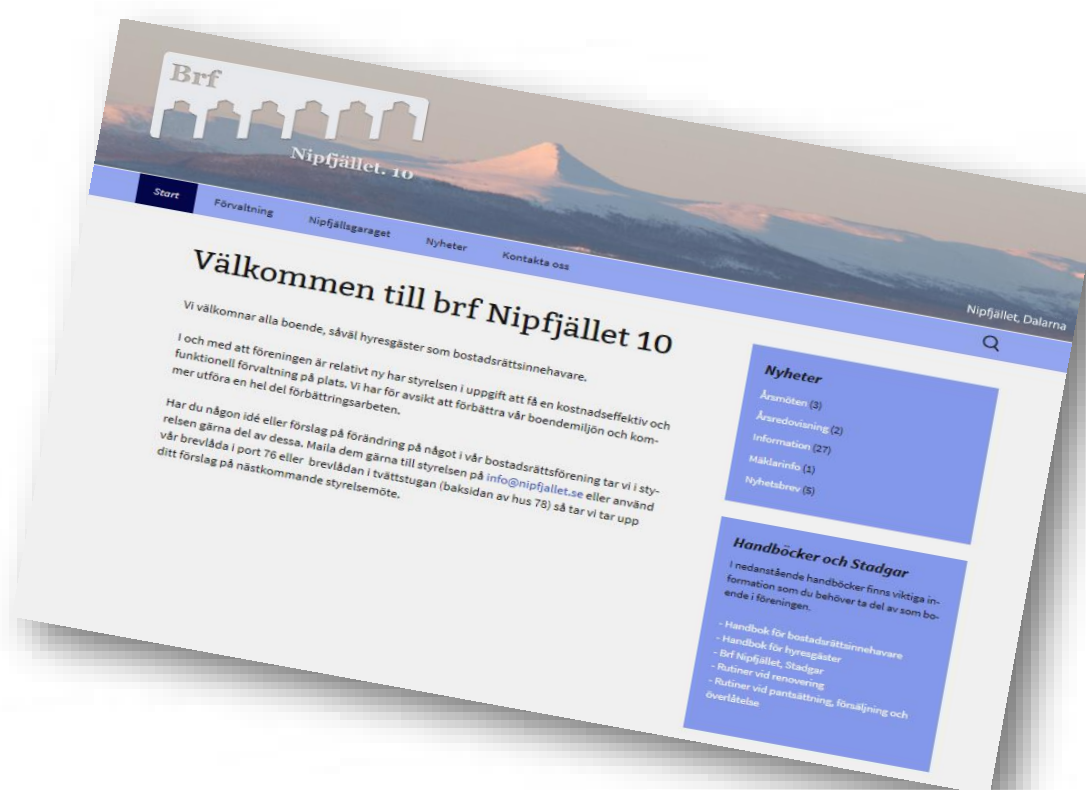 Brf
Nipfjället. 10
Nipfjället, Dalarna
Start
Förvaltning
Nipfjällsgaraget
Nyheter
Kontakta oss
Välkommen till brf Nipfjället 10
Vi välkomnar alla boende, såväl hyresgäster som bostadsrättsinnehavare.
I och med att föreningen är relativt ny har styrelsen i uppgift att få en kostnadseffektiv och
funktionell förvaltning på plats. Vi har för avsikt att förbättra vår boendemiljön och kom-
mer utföra en hel del förbättringsarbeten.
Har du någon idé eller förslag på förändring på något i vår bostadsrättsförening tar vi i sty-
relsen gärna del av dessa. Maila dem gärna till styrelsen på info@nipfjallet.se eller använd
vår brevlåda i port 76 eller brevlådan i tvättstugan (baksidan av hus 78) så tar vi tar upp
ditt förslag på nästkommande styrelsemöte.
Nyheter
Årsmöten (3)
Årsredovisning (2)
Information (27)
Mäklarinfo (1)
Nyhetsbrev (5)
Handböcker och Stadgar
I nedanstående handböcker finns viktiga in-
formation som du behöver ta del av som bo-
ende i föreningen.
- Handbok för bostadsrättsinnehavare
- Handbok för hyresgäster
- Brf Nipfjället, Stadgar
- Rutiner vid renovering
- Rutiner vid pantsättning, försäljning och
överlåtelse